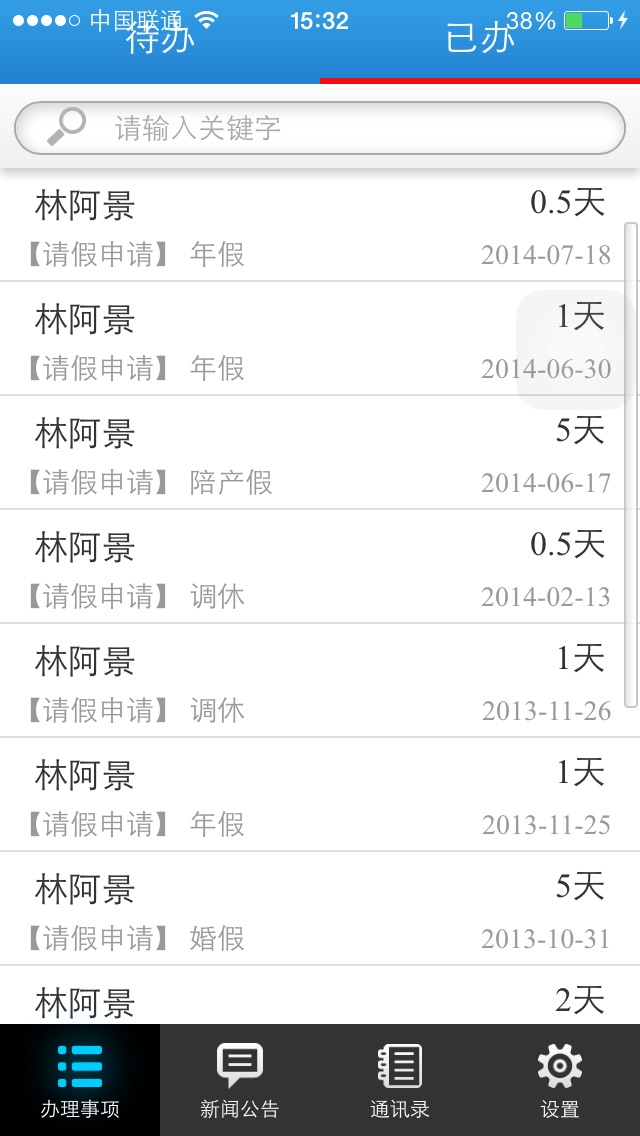 中国联通 15:32 38%
待办 已办
请输入关键字
林阿景 0.5天
【请假申请】 年假 2014-07-18
林阿景 1天
【请假申请】 年假 2014-06-30
林阿景 5天
【请假申请】 陪产假 2014-06-17
林阿景 0.5天
【请假申请】 调休 2014-02-13
林阿景 1天
【请假申请】 调休 2013-11-26
林阿景 1天
【请假申请】 年假 2013-11-25
林阿景 5天
【请假申请】 婚假 2013-10-31
林阿景 2天
办理事项 新闻公告 通讯录 设置